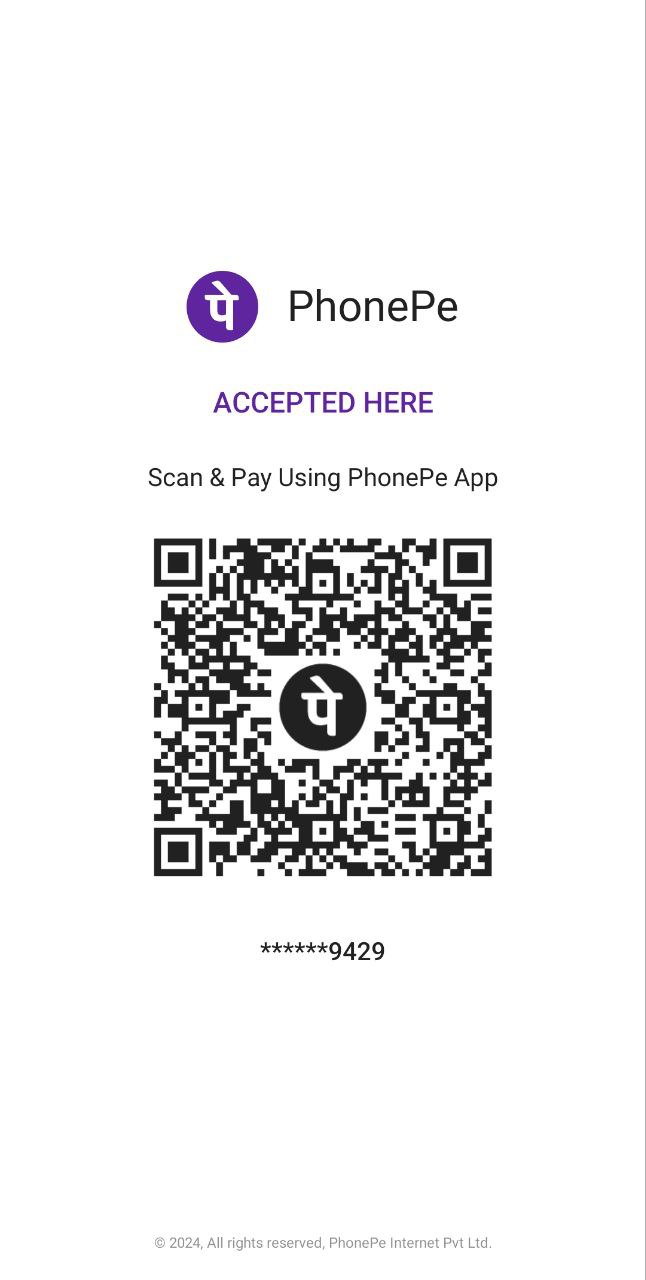 पे PhonePe
ACCEPTED HERE
Scan & Pay Using PhonePe App
पे
******9429
© 2024, All rights reserved, PhonePe Internet Pvt Ltd.